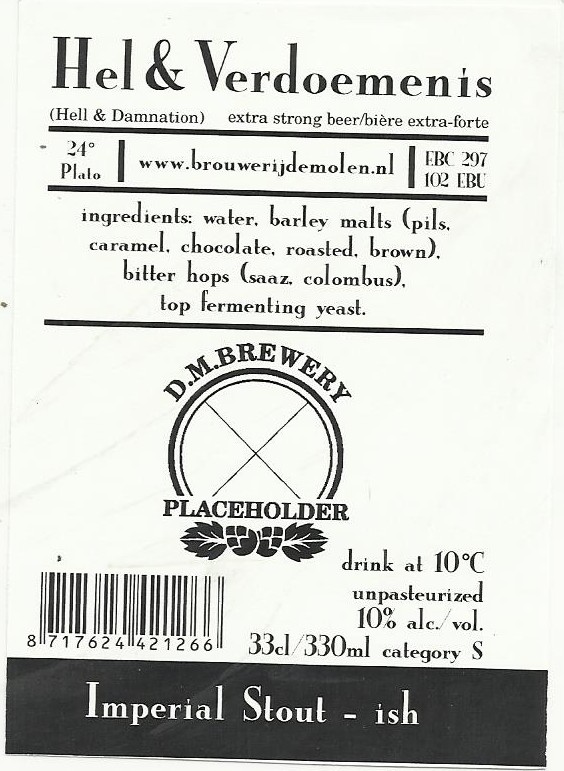 Hel & Verdoemenis
(Hell & Damnation) extra strong beer/bière extra-forte
24° Plato
www.brouwerijdemolen.nl
EBC 297
102 EBU
ingredients: water, barley malts (pils,
caramel, chocolate, roasted, brown),
bitter hops (saaz, colombus),
top fermenting yeast.
D.M.BREWERY
PLACEHOLDER
drink at 10°C
unpasteurized
10% alc./vol.
33cl/330ml category S
8 717624 421266
Imperial Stout - ish